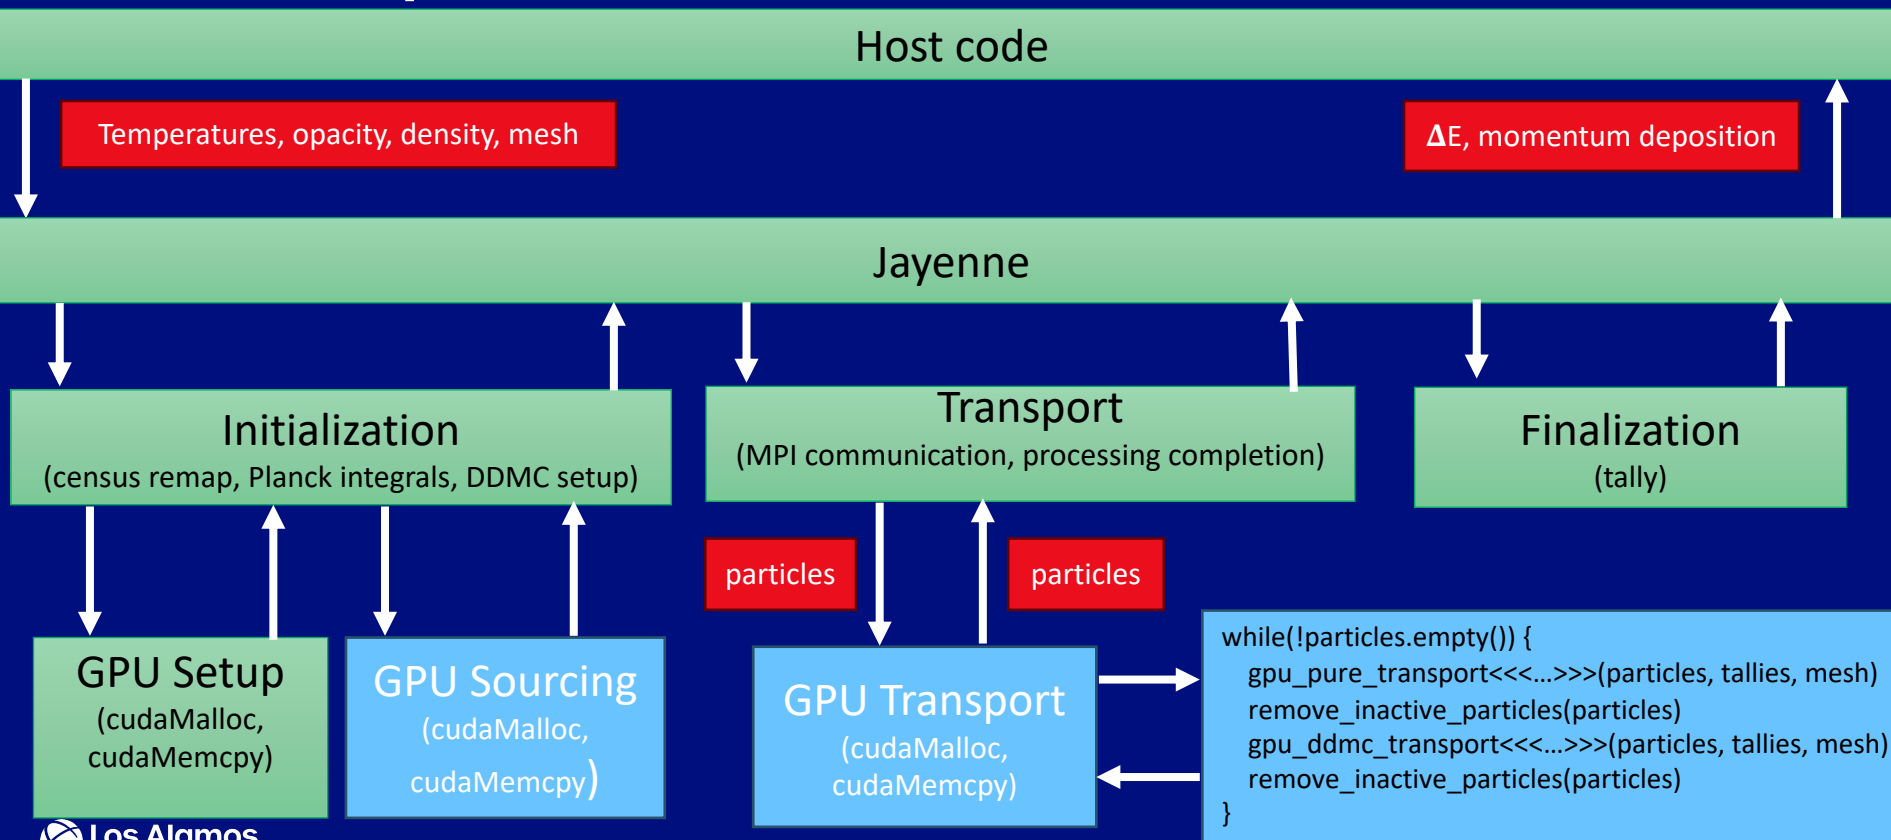 Host code
Temperatures, opacity, density, mesh
ΔE, momentum deposition
Jayenne
Initialization
(census remap, Planck integrals, DDMC setup)
Transport
(MPI communication, processing completion)
Finalization
(tally)
particles
particles
GPU Setup
(cudaMalloc,
cudaMemcpy)
GPU Sourcing
(cudaMalloc,
cudaMemcpy)
GPU Transport
(cudaMalloc,
cudaMemcpy)
while(!particles.empty()) {
gpu_pure_transport<<<...>>>(particles, tallies, mesh)
remove_inactive_particles(particles)
gpu_ddmc_transport<<<...>>>(particles, tallies, mesh)
remove_inactive_particles(particles)
}
Los Alamos